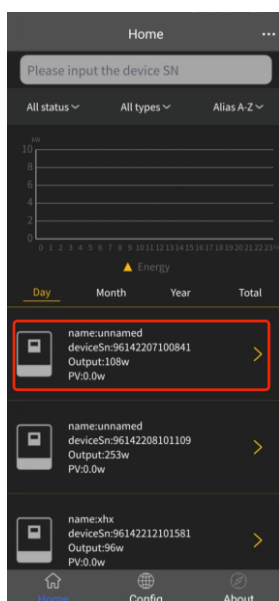 Home
Please input the device SN
All status All types Alias A-Z
kW
10
8
6
4
2
0
0 1 2 3 4 5 6 7 8 9 10 11 12 13 14 15 16 17 18 19 20 21 22 23
Energy
Day Month Year Total
name:unnamed
deviceSn:96142207100841
Output:108w
PV:0.0w
name:unnamed
deviceSn:96142208101109
Output:253w
PV:0.0w
name:xhx
deviceSn:96142212101581
Output:96w
PV:0.0w
Home Config About